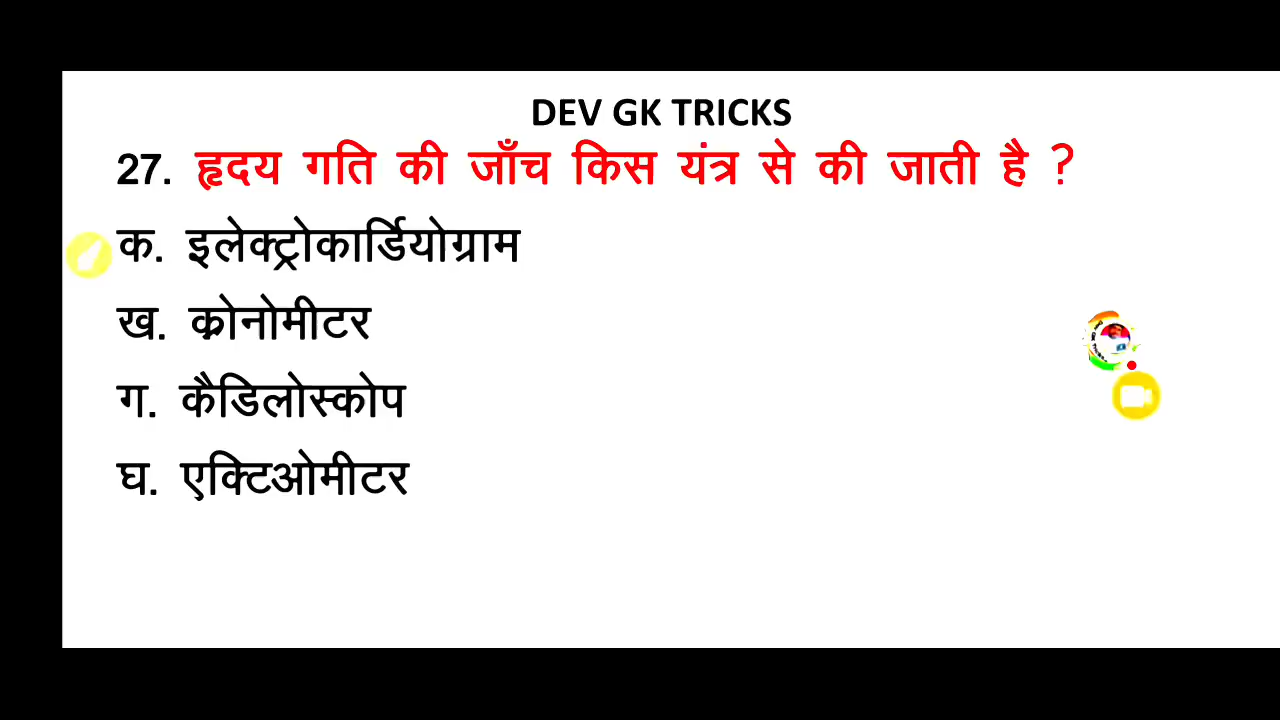 DEV GK TRICKS
27. हृदय गति की जाँच किस यंत्र से की जाती है ?
क. इलेक्ट्रोकार्डियोग्राम
ख. क्रोनोमीटर
ग. कैडिलोस्कोप
घ. एक्टिओमीटर